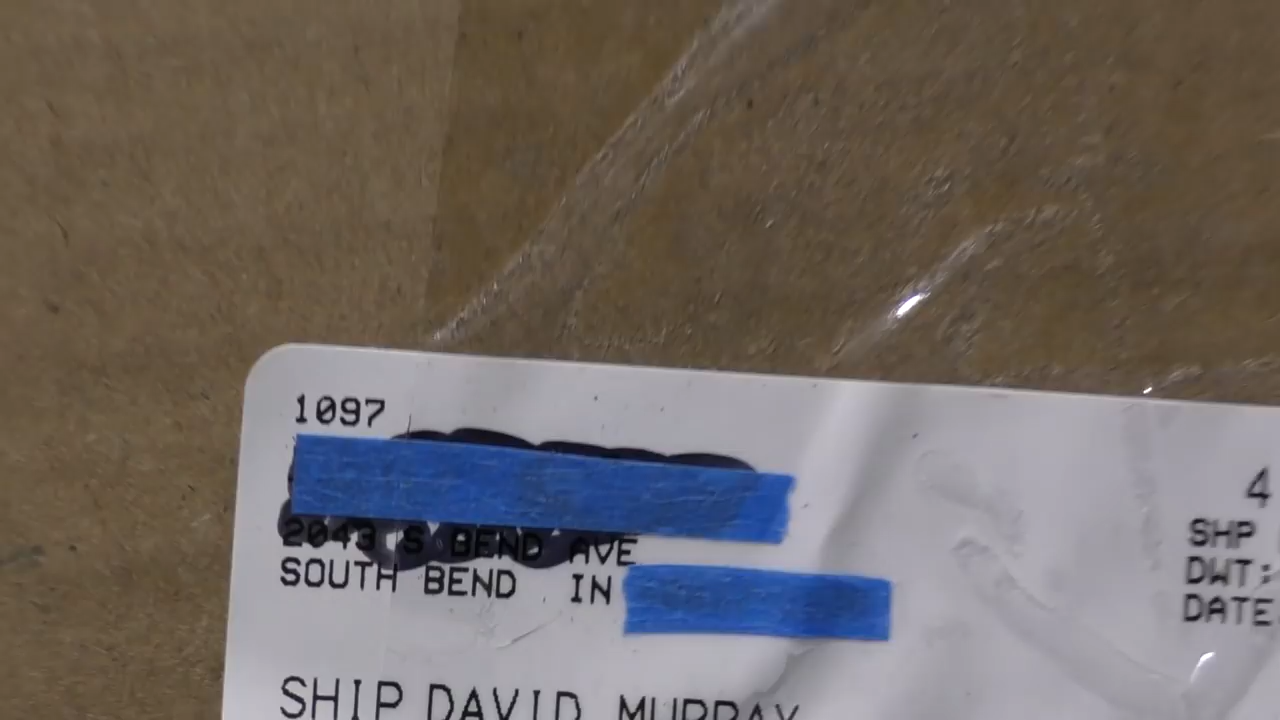 1097
2043 S BEND AVE
SOUTH BEND IN
SHIP DAVID MURRAY
4
SHP
DWT:
DATE